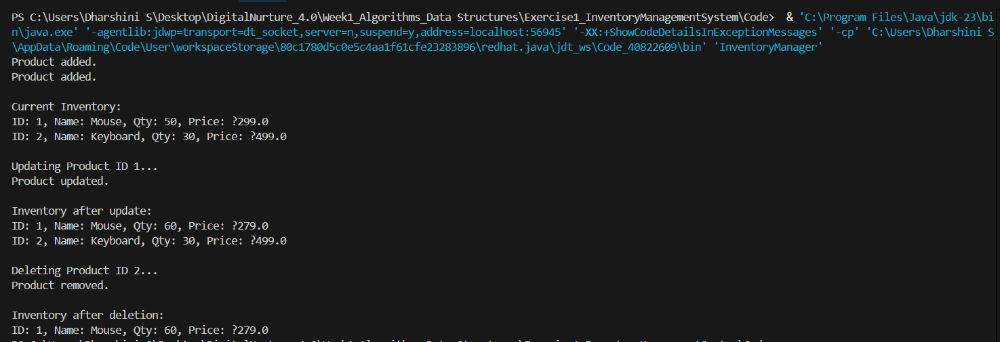 PS C:\Users\Dharshini S\Desktop\DigitalNurture_4.0\Week1_Algorithms_Data Structures\Exercise1_InventoryManagementSystem\Code>  & 'C:\Program Files\Java\jdk-23\bi
n\java.exe' '-agentlib:jdwp=transport=dt_socket,server=n,suspend=y,address=localhost:56945' '-XX:+ShowCodeDetailsInExceptionMessages' '-cp' 'C:\Users\Dharshini S
\AppData\Roaming\Code\User\workspaceStorage\80c1780d5c0e5c4aa1f61cfe23283896\redhat.java\jdt_ws\Code_40822609\bin' 'InventoryManager'
Product added.
Product added.
Current Inventory:
ID: 1, Name: Mouse, Qty: 50, Price: ?299.0
ID: 2, Name: Keyboard, Qty: 30, Price: ?499.0
Updating Product ID 1...
Product updated.
Inventory after update:
ID: 1, Name: Mouse, Qty: 60, Price: ?279.0
ID: 2, Name: Keyboard, Qty: 30, Price: ?499.0
Deleting Product ID 2...
Product removed.
Inventory after deletion:
ID: 1, Name: Mouse, Qty: 60, Price: ?279.0